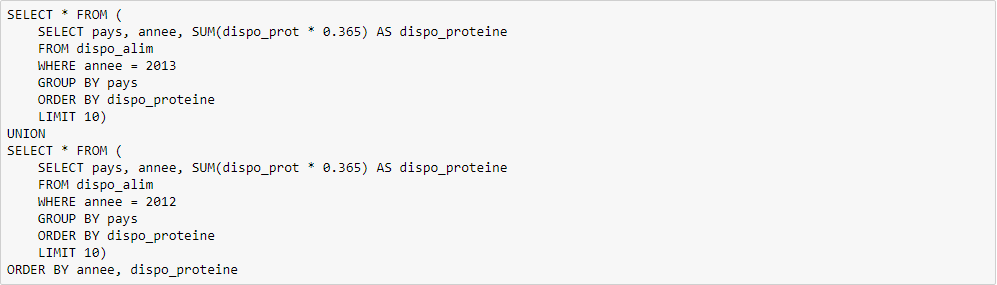 SELECT * FROM (
    SELECT pays, annee, SUM(dispo_prot * 0.365) AS dispo_proteine
    FROM dispo_alim
    WHERE annee = 2013
    GROUP BY pays
    ORDER BY dispo_proteine
    LIMIT 10)
UNION
SELECT * FROM (
    SELECT pays, annee, SUM(dispo_prot * 0.365) AS dispo_proteine
    FROM dispo_alim
    WHERE annee = 2012
    GROUP BY pays
    ORDER BY dispo_proteine
    LIMIT 10)
ORDER BY annee, dispo_proteine